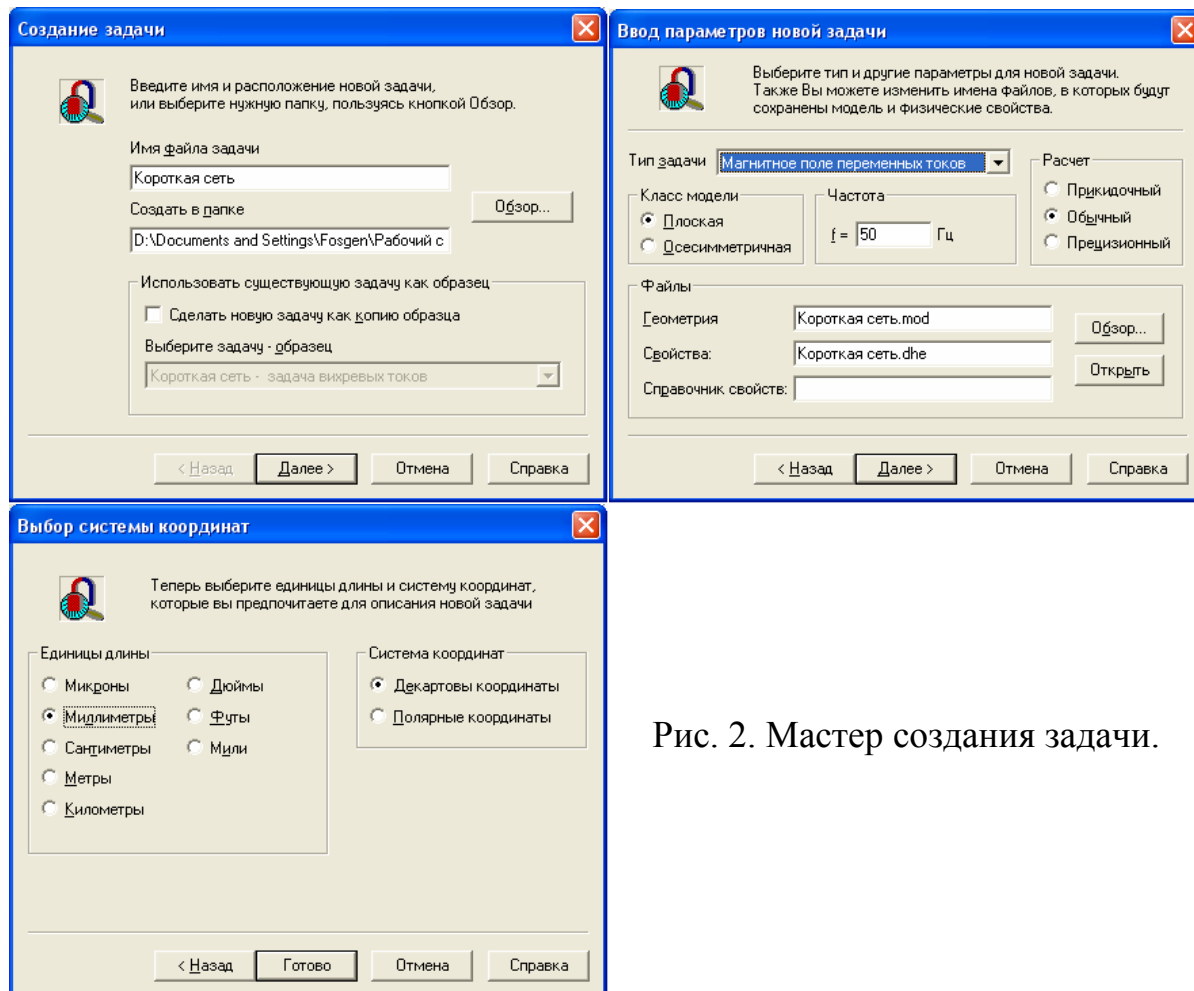 Создание задачи
Введите имя и расположение новой задачи,
или выберите нужную папку, пользуясь кнопкой Обзор.
Имя файла задачи
Короткая сеть
Создать в папке
Обзор...
D:\Documents and Settings\Fosgen\Рабочий с
Использовать существующую задачу как образец
Сделать новую задачу как копию образца
Выберите задачу - образец
Короткая сеть - задача вихревых токов
< Назад Далее > Отмена Справка
Ввод параметров новой задачи
Выберите тип и другие параметры для новой задачи.
Также Вы можете изменить имена файлов, в которых будут
сохранены модель и физические свойства.
Тип задачи Магнитное поле переменных токов
Расчет
Прикидочный
Обычный
Прецизионный
Класс модели
Плоская
Осесимметричная
Частота
f = 50 Гц
Файлы
Геометрия Короткая сеть.mod Обзор...
Свойства: Короткая сеть.dhe
Открыть
Справочник свойств:
< Назад Далее > Отмена Справка
Выбор системы координат
Теперь выберите единицы длины и систему координат,
которые вы предпочитаете для описания новой задачи
Единицы длины
Микроны Дюймы
Миллиметры Футы
Сантиметры Мили
Метры
Километры
Система координат
Декартовы координаты
Полярные координаты
< Назад Готово Отмена Справка
Рис. 2. Мастер создания задачи.